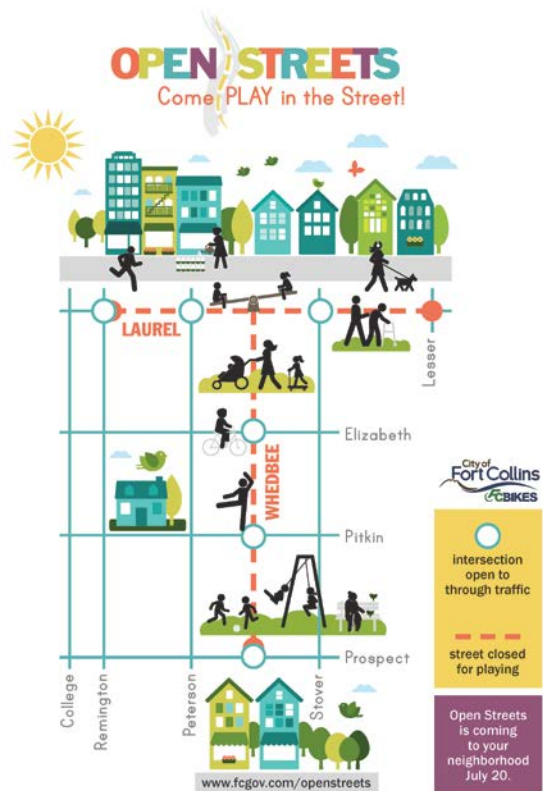 OPEN STREETS
Come PLAY in the Street!
LAUREL
Lesser
Elizabeth
WHEDBEE
Pitkin
Prospect
College
Remington
Peterson
Stover
www.fcgov.com/openstreets
City of
Fort Collins
FCBIKES
intersection
open to
through traffic
street closed
for playing
Open Streets
is coming
to your
neighborhood
July 20.